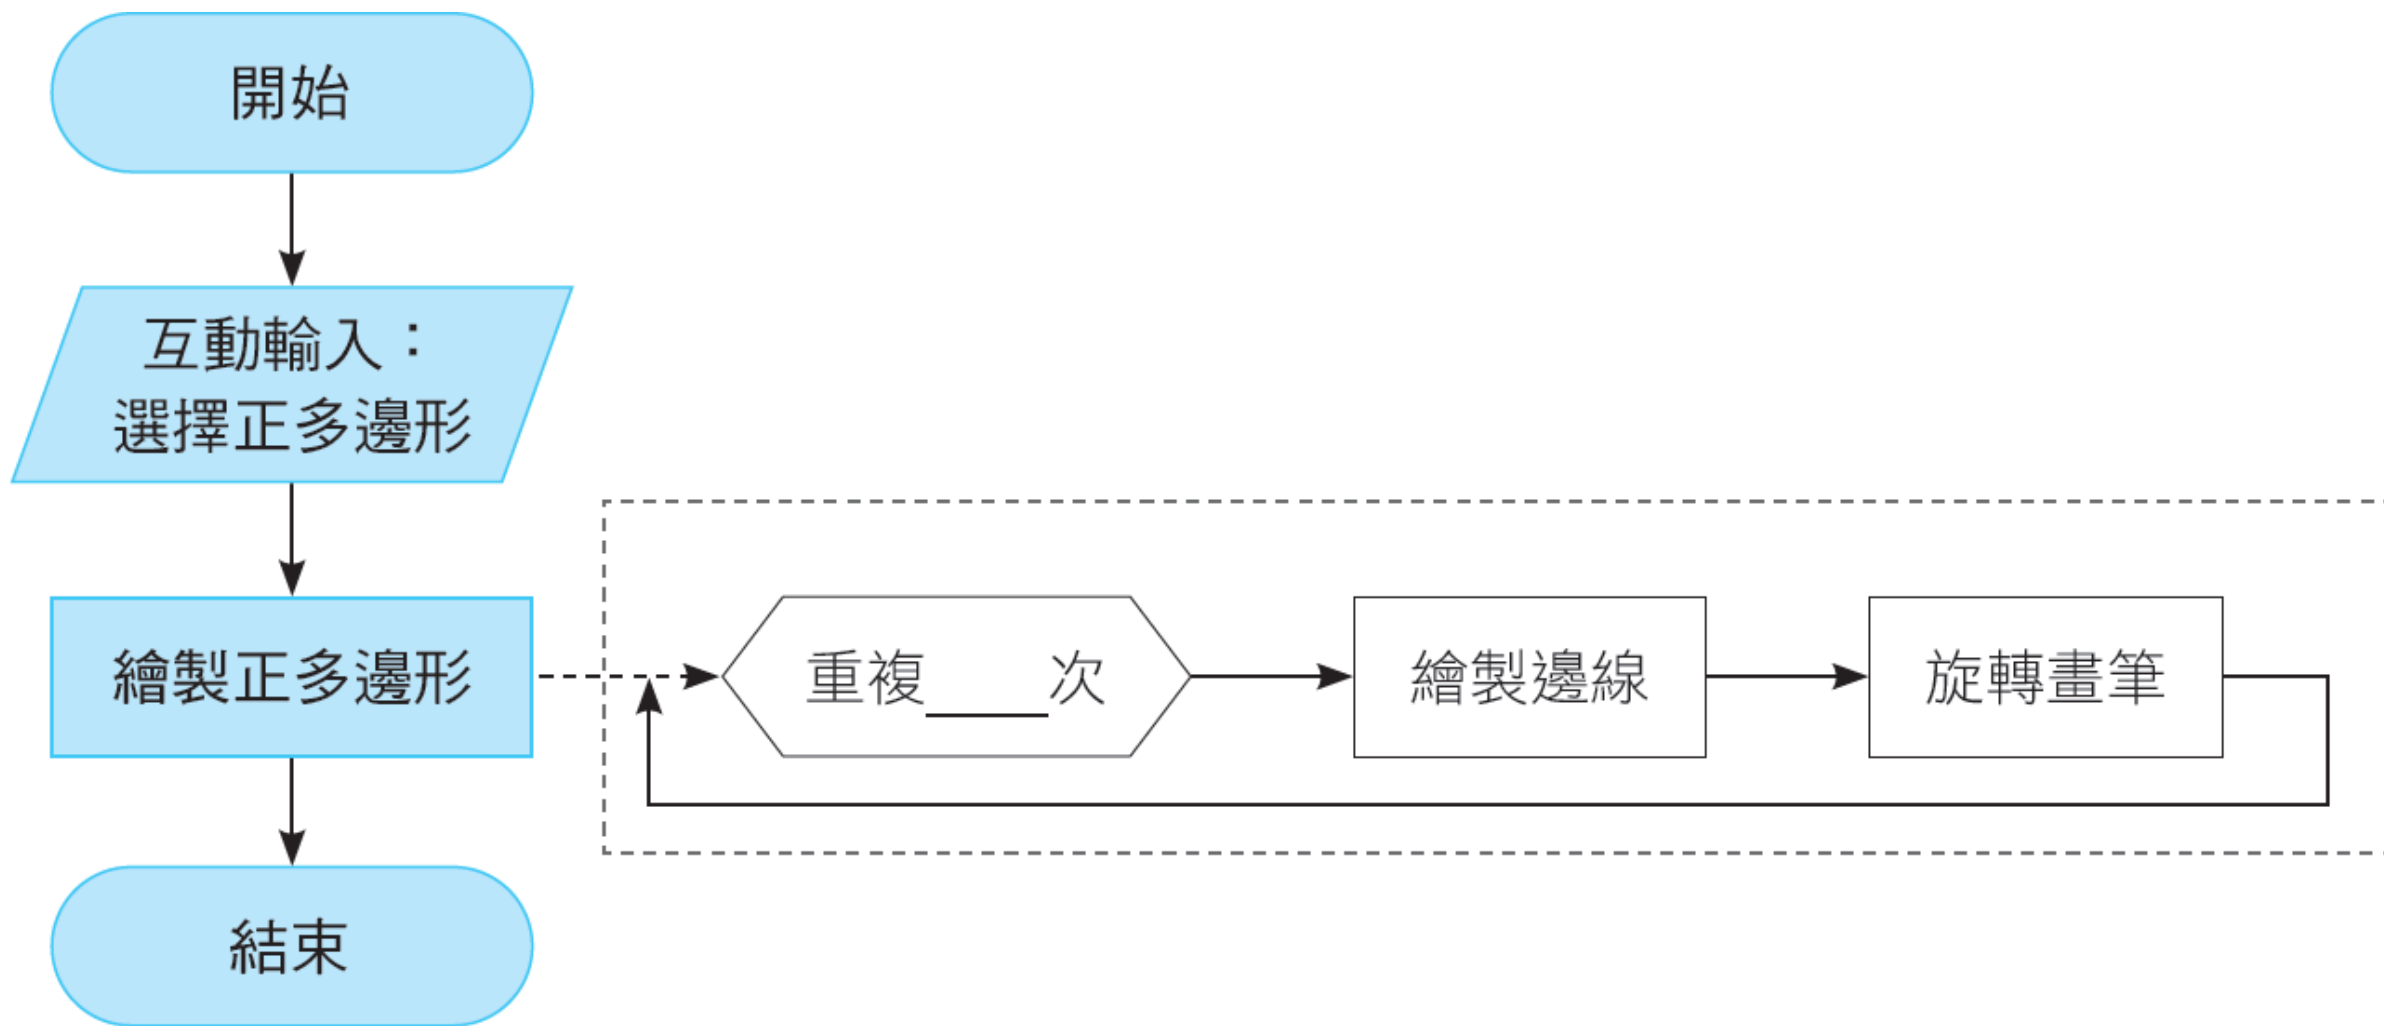 開始
互動輸入：
選擇正多邊形
繪製正多邊形
重複____次
繪製邊線
旋轉畫筆
結束